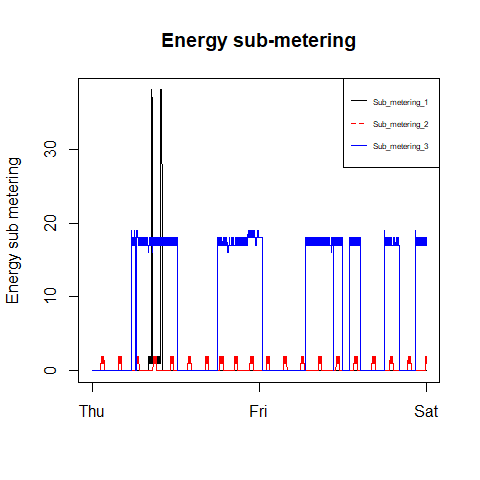 Energy sub-metering
Sub_metering_1
Sub_metering_2
Sub_metering_3
Energy sub metering
30
20
10
0
Thu
Fri
Sat